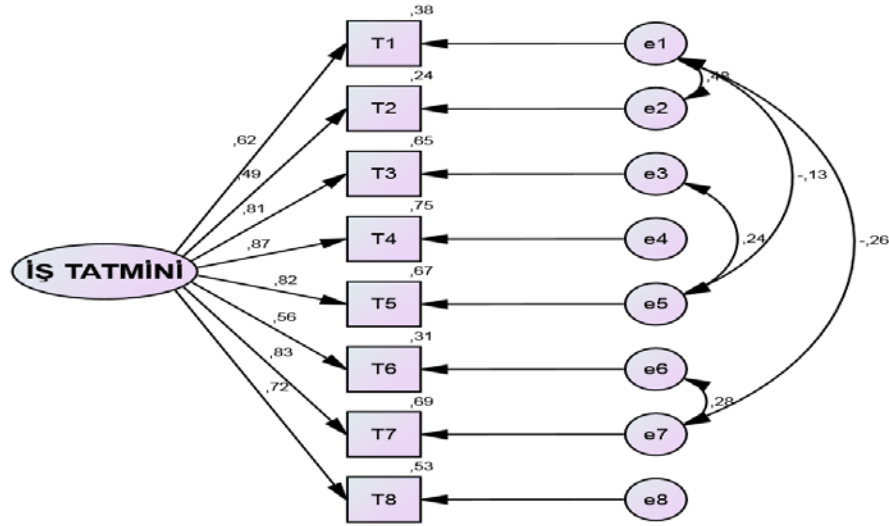 ,38
T1
e1
,24
T2
e2
,62
,65
,49
T3
e3
-,13
,81
,75
,87
T4
e4
,24
-,26
İŞ TATMİNİ
,67
,82
T5
e5
,56
,31
T6
e6
,83
,28
,72
,69
T7
e7
,53
T8
e8